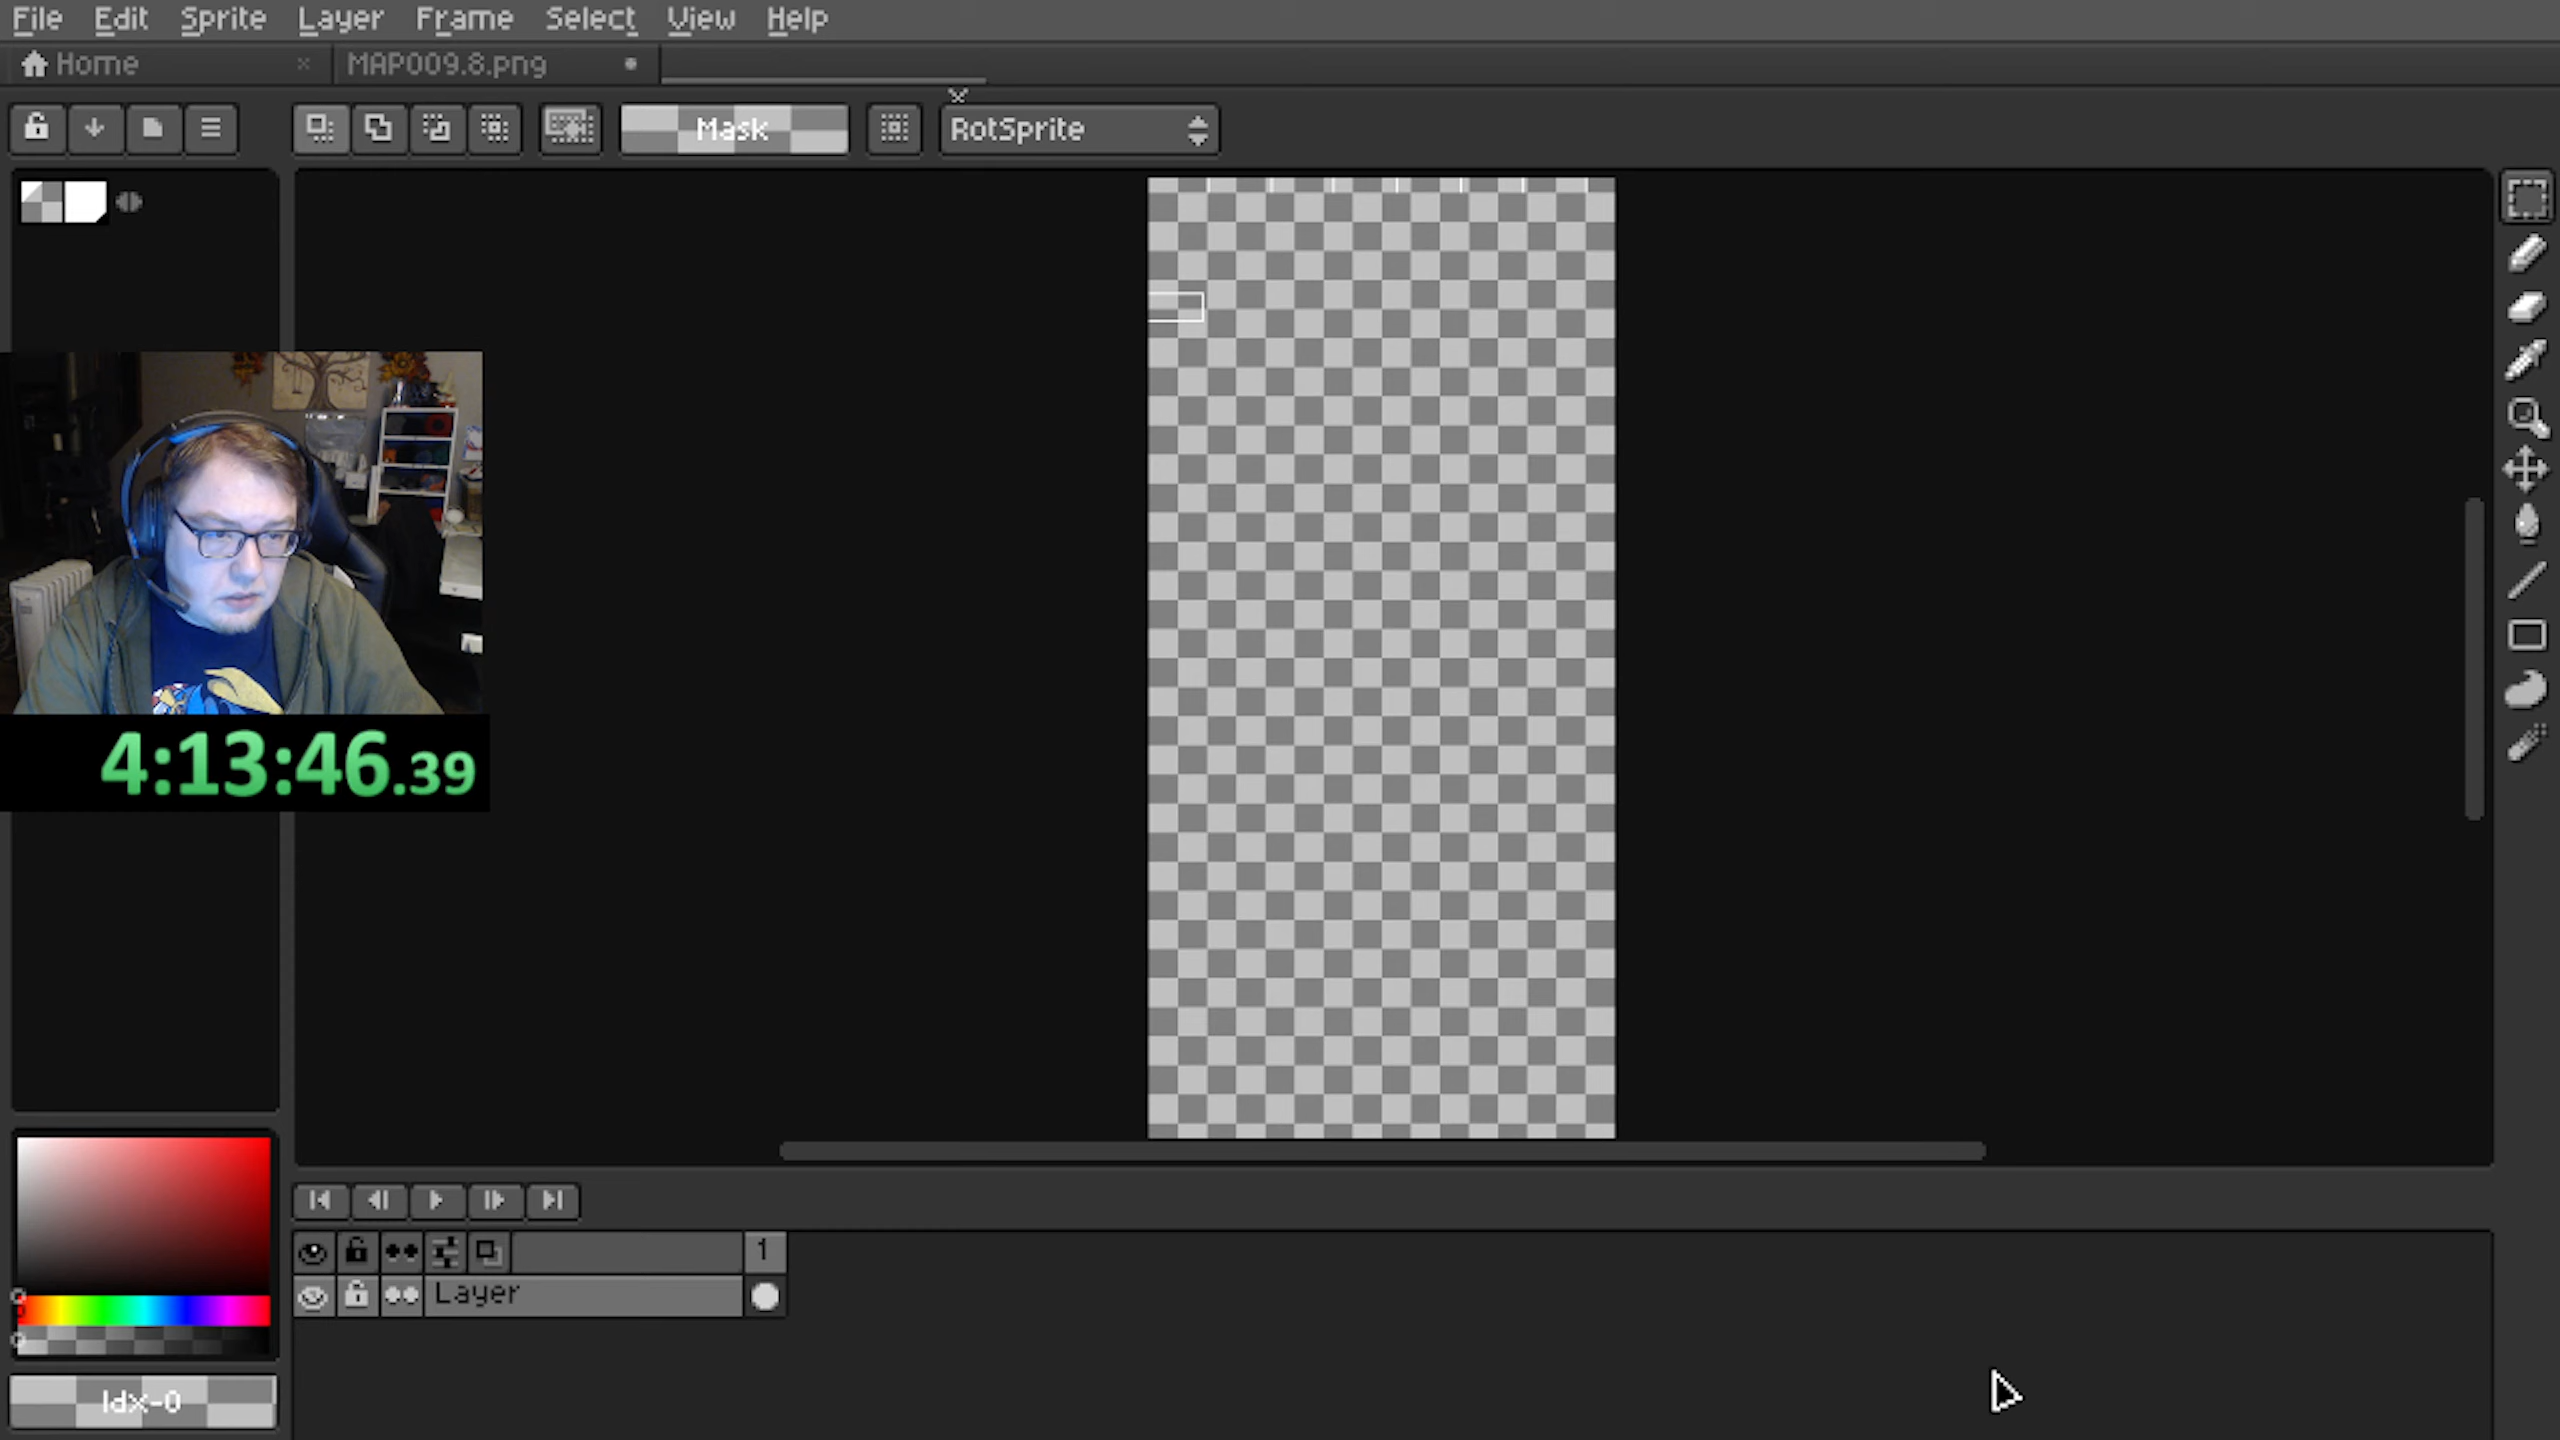 File Edit Sprite Layer Frame Select View Help
Home MAP009.8.png
Mask RotSprite
4:13:46.39
1
Layer
Idx-0